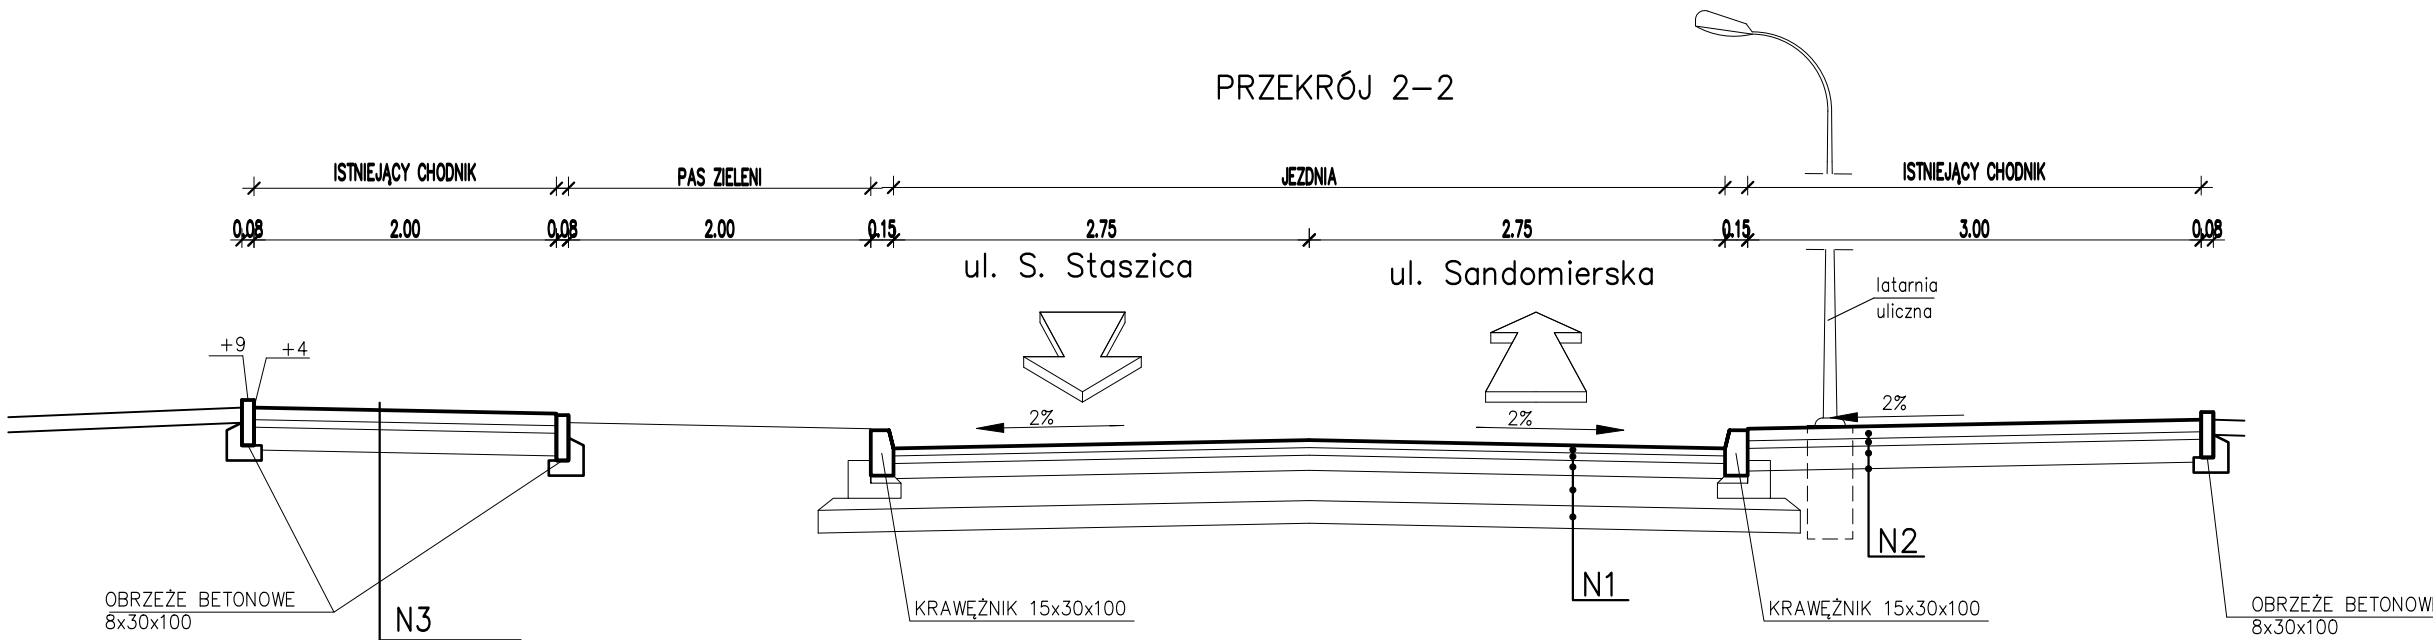 PRZEKRÓJ 2-2
ISTNIEJĄCY CHODNIK
PAS ZIELENI
JEZDNIA
ISTNIEJĄCY CHODNIK
0.08
2.00
0.08
2.00
0.15
2.75
2.75
0.15
3.00
0.08
ul. S. Staszica
ul. Sandomierska
latarnia
uliczna
+9
+4
2%
2%
2%
N2
N1
N3
OBRZEŻE BETONOWE
8x30x100
KRAWĘŻNIK 15x30x100
KRAWĘŻNIK 15x30x100
OBRZEŻE BETONOWE
8x30x100